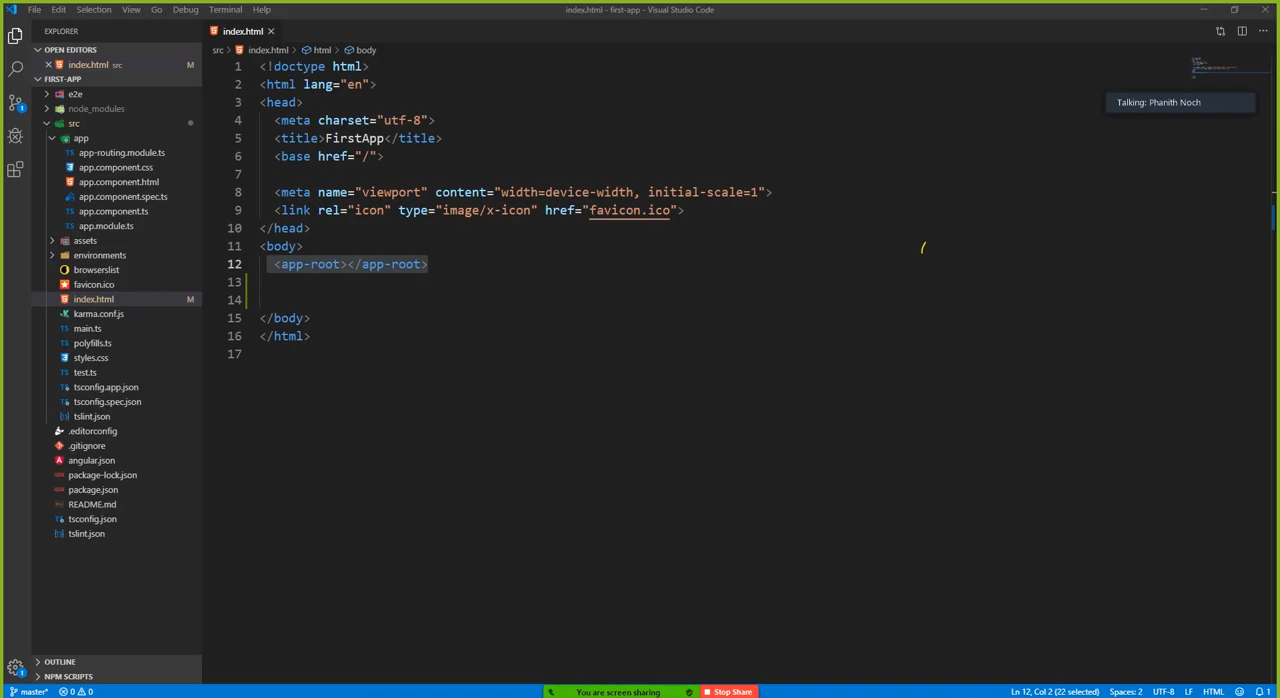 File Edit Selection View Go Debug Terminal Help
index.html - first-app - Visual Studio Code
EXPLORER
OPEN EDITORS
index.html src M
FIRST-APP
e2e
node_modules
src
app
app-routing.module.ts
app.component.css
app.component.html
app.component.spec.ts
app.component.ts
app.module.ts
assets
environments
browserslist
favicon.ico
index.html M
karma.conf.js
main.ts
polyfills.ts
styles.css
test.ts
tsconfig.app.json
tsconfig.spec.json
tslint.json
.editorconfig
.gitignore
angular.json
package-lock.json
package.json
README.md
tsconfig.json
tslint.json
OUTLINE
NPM SCRIPTS
index.html
src > index.html > html > body
1 <!doctype html>
2 <html lang="en">
3 <head>
4 <meta charset="utf-8">
5 <title>FirstApp</title>
6 <base href="/">
7
8 <meta name="viewport" content="width=device-width, initial-scale=1">
9 <link rel="icon" type="image/x-icon" href="favicon.ico">
10 </head>
11 <body>
12 <app-root></app-root>
13
14
15 </body>
16 </html>
17
Talking: Phanith Noch
master* 0 0
You are screen sharing
Stop Share
Ln 12, Col 2 (22 selected) Spaces: 2 UTF-8 LF HTML 1